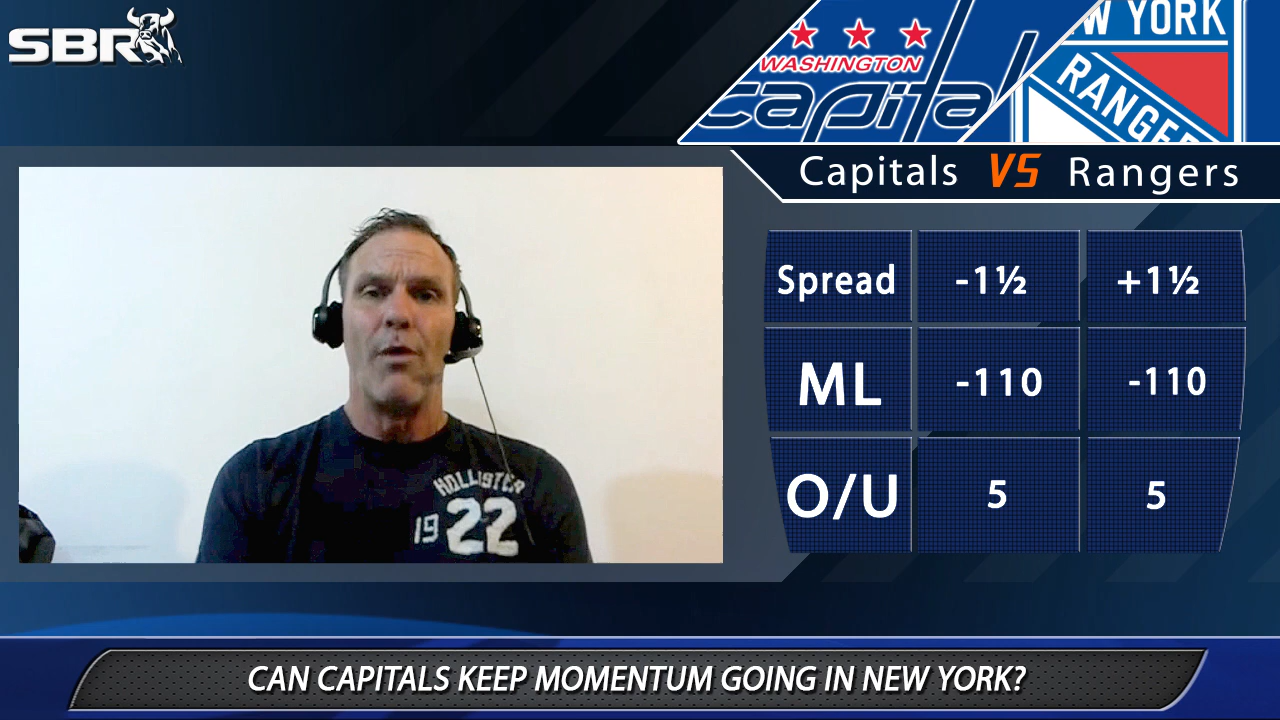 SBR
WASHINGTON
capitals
W YORK
RANGERS
Capitals VS Rangers
Spread -1½ +1½
ML -110 -110
O/U 5 5
HOLLISTER
19 22
CAN CAPITALS KEEP MOMENTUM GOING IN NEW YORK?